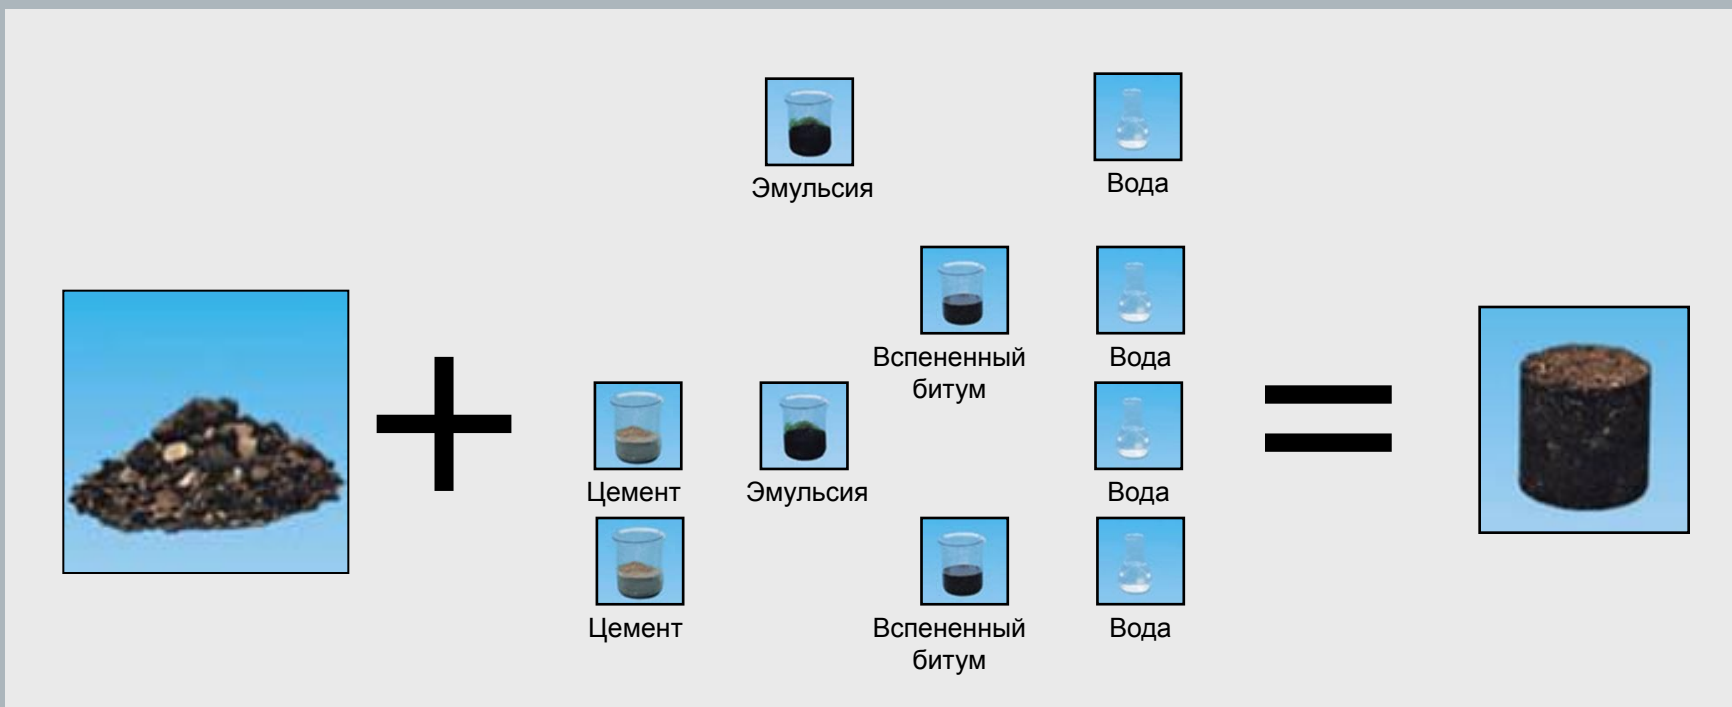 Эмульсия
Вода
Вспененный
битум
Вода
Цемент
Эмульсия
Вода
Цемент
Вспененный
битум
Вода